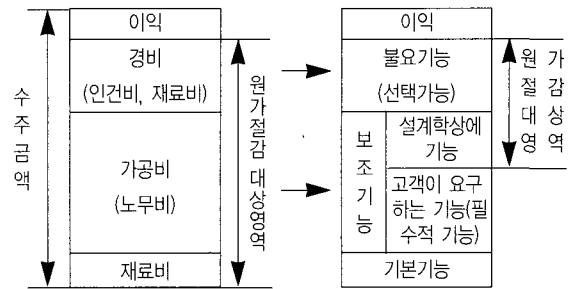 수주금액
이익
경비
(인건비, 재료비)
가공비
(노무비)
재료비
원가절감 대상영역
이익
불요기능
(선택가능)
보조기능
설계학상에
기능
고객이 요구
하는 기능(필
수적 기능)
기본기능
원가
절감
대상
영역